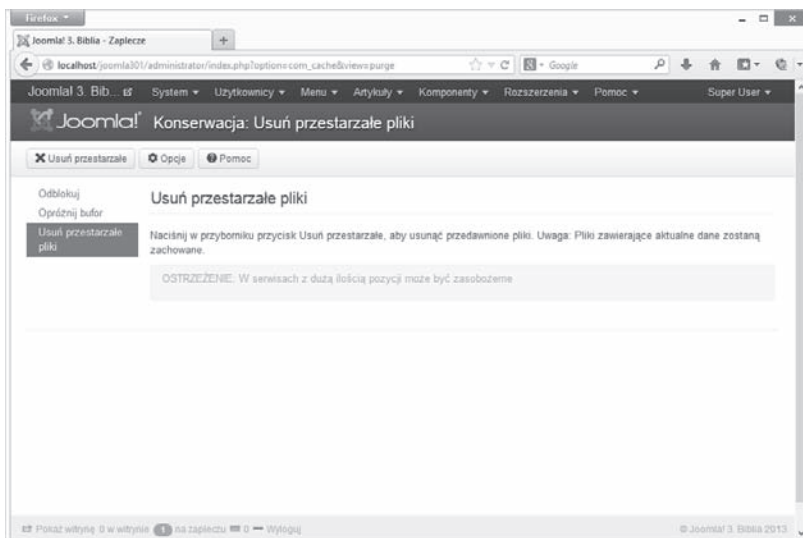 Firefox
Joomla! 3. Biblia - Zaplecze
localhost/joomla301/administrator/index.php?option=com_cache&view=purge
Google
Joomla! 3. Bib... System Użytkownicy Menu Artykuły Komponenty Rozszerzenia Pomoc Super User
Joomla! Konserwacja: Usuń przestarzałe pliki
Usuń przestarzałe Opcje Pomoc
Odblokuj
Opróżnij bufor
Usuń przestarzałe pliki
Usuń przestarzałe pliki
Naciśnij w przyborniku przycisk Usuń przestarzałe, aby usunąć przedawnione pliki. Uwaga: Pliki zawierające aktualne dane zostaną
zachowane.
OSTRZEŻENIE: W serwisach z dużą ilością pozycji może być zasobożerne
Pokaż witrynę 0 w witrynie 1 na zapleczu 0 Wyloguj
© Joomla! 3. Biblia 2013